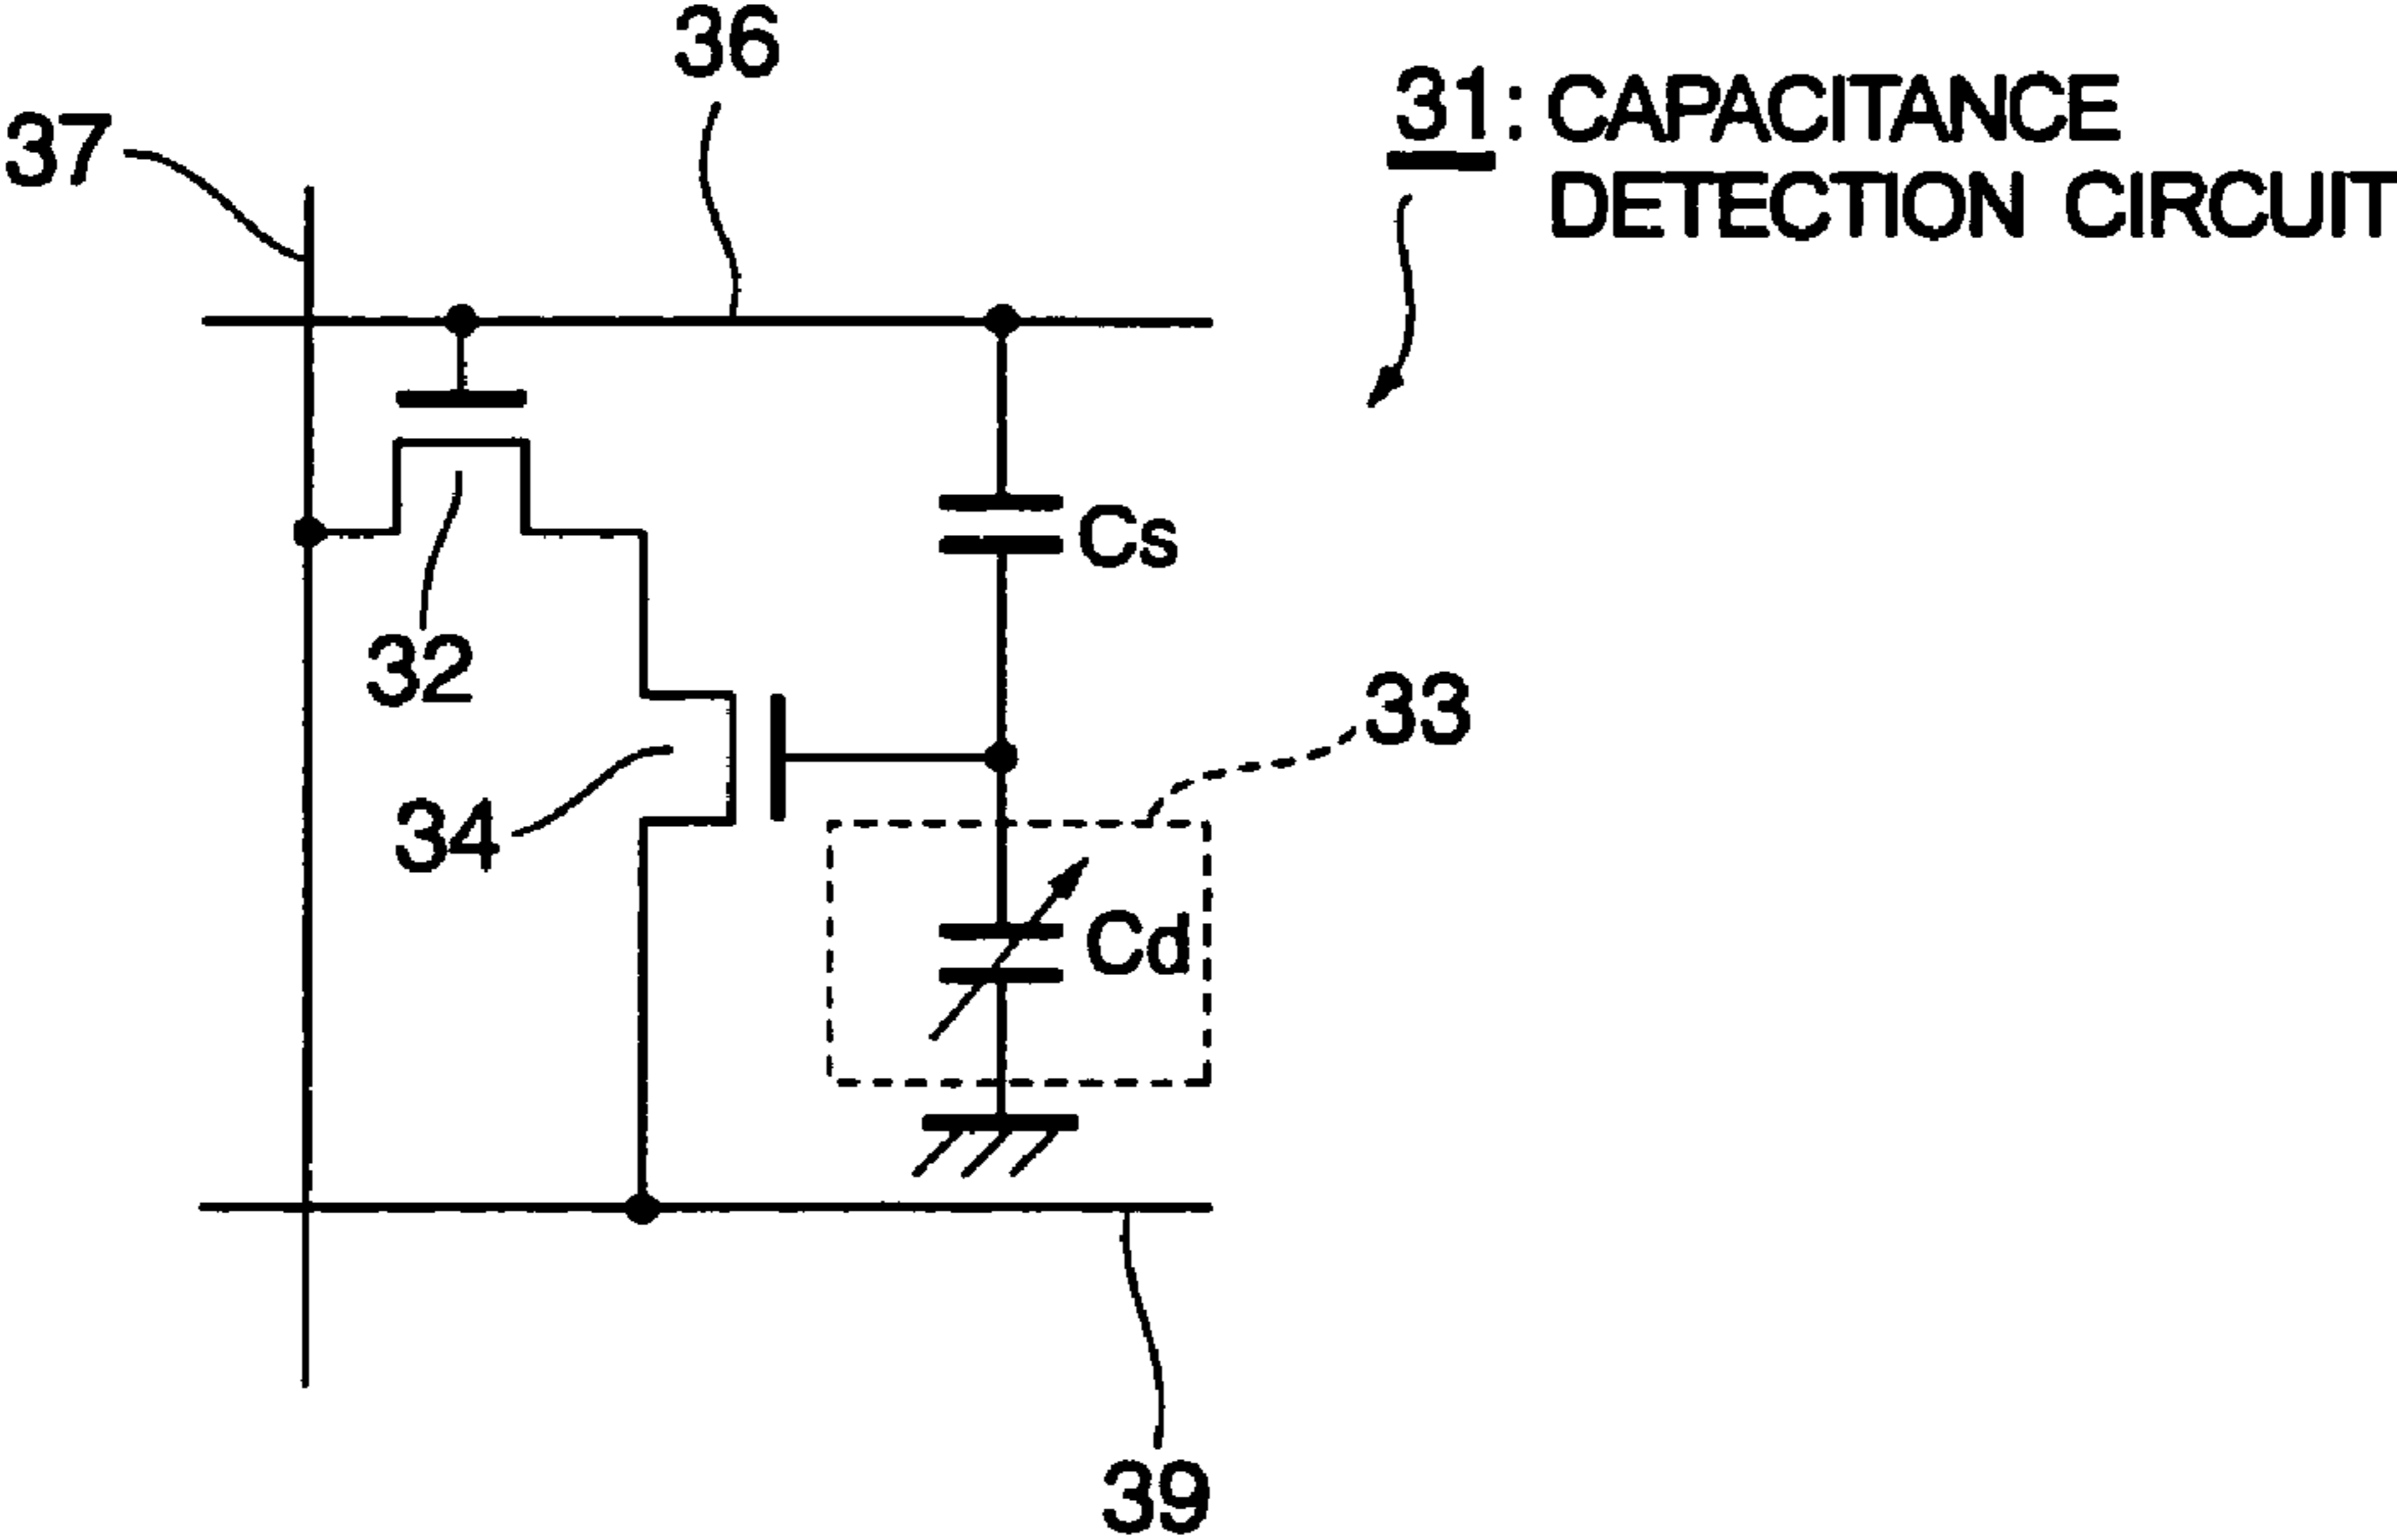 36
31: CAPACITANCE
DETECTION CIRCUIT
37
Cs
32
33
34
Cd
39